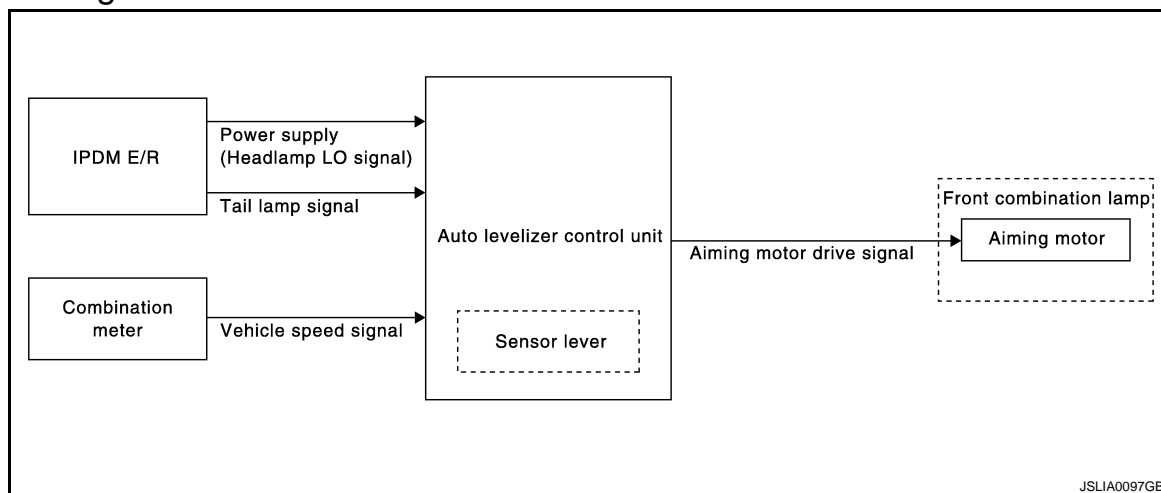 IPDM E/R
Power supply
(Headlamp LO signal)
Tail lamp signal
Combination
meter
Vehicle speed signal
Auto levelizer control unit
Sensor lever
Aiming motor drive signal
Front combination lamp
Aiming motor
JSLIA0097GB